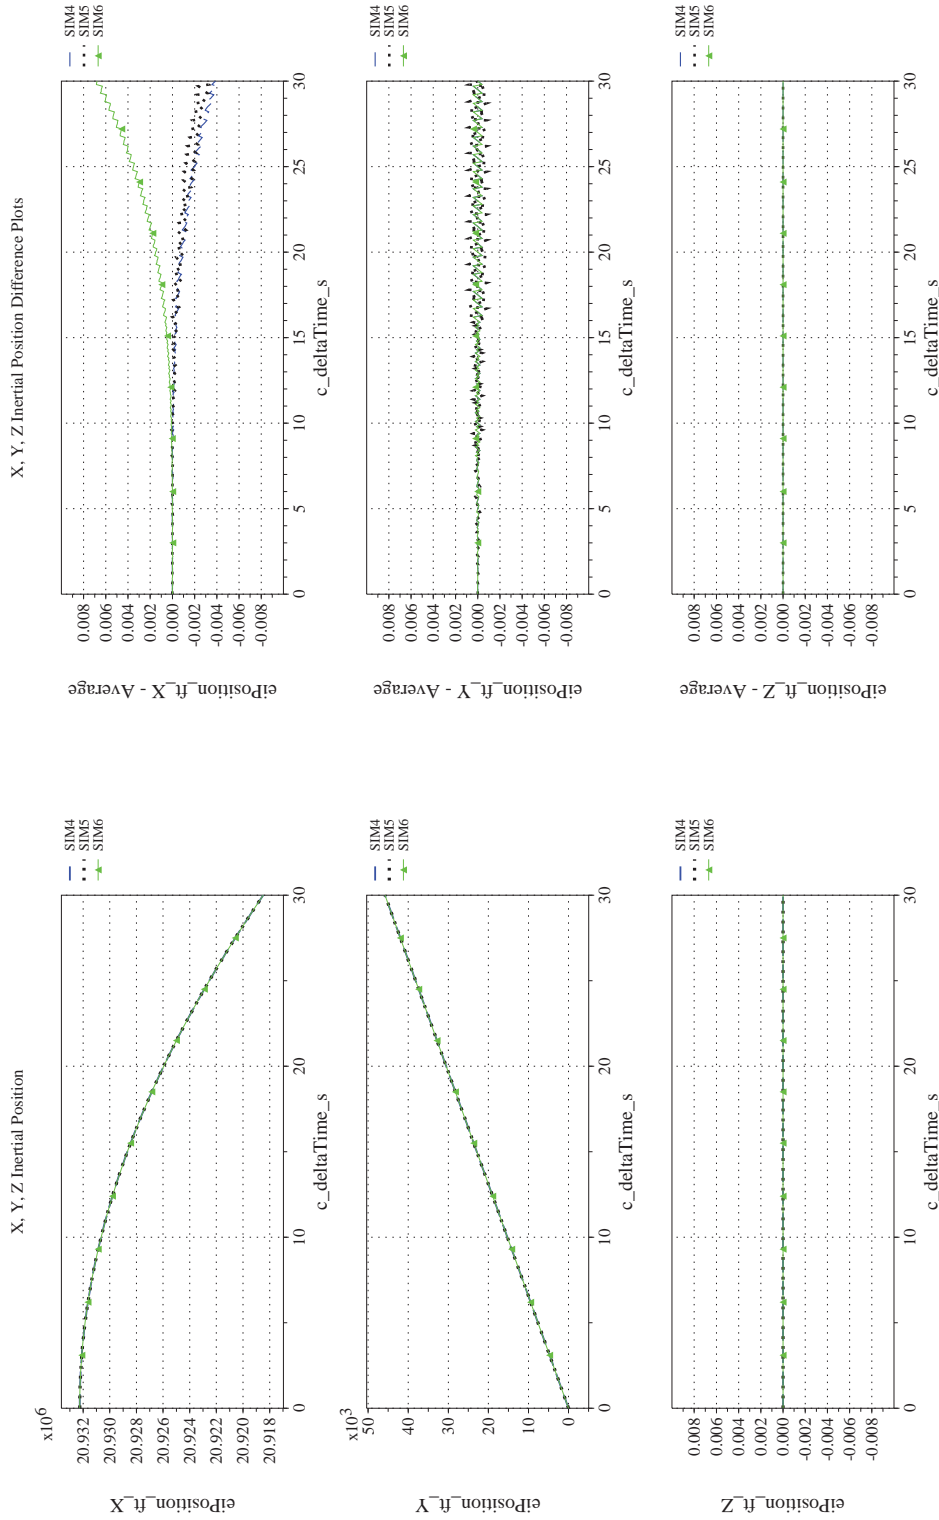 X, Y, Z Inertial Position
x10⁶
20.932
20.930
20.928
20.926
20.924
20.922
20.920
20.918
eiPosition_ft_X
0 10 20 30
c_deltaTime_s
SIM4
SIM5
SIM6
x10³
50
40
30
20
10
0
eiPosition_ft_Y
0 10 20 30
c_deltaTime_s
SIM4
SIM5
SIM6
0.008
0.006
0.004
0.002
0.000
-0.002
-0.004
-0.006
-0.008
eiPosition_ft_Z
0 10 20 30
c_deltaTime_s
SIM4
SIM5
SIM6
X, Y, Z Inertial Position Difference Plots
0.008
0.006
0.004
0.002
0.000
-0.002
-0.004
-0.006
-0.008
eiPosition_ft_X - Average
0 5 10 15 20 25 30
c_deltaTime_s
SIM4
SIM5
SIM6
0.008
0.006
0.004
0.002
0.000
-0.002
-0.004
-0.006
-0.008
eiPosition_ft_Y - Average
0 5 10 15 20 25 30
c_deltaTime_s
SIM4
SIM5
SIM6
0.008
0.006
0.004
0.002
0.000
-0.002
-0.004
-0.006
-0.008
eiPosition_ft_Z - Average
0 5 10 15 20 25 30
c_deltaTime_s
SIM4
SIM5
SIM6